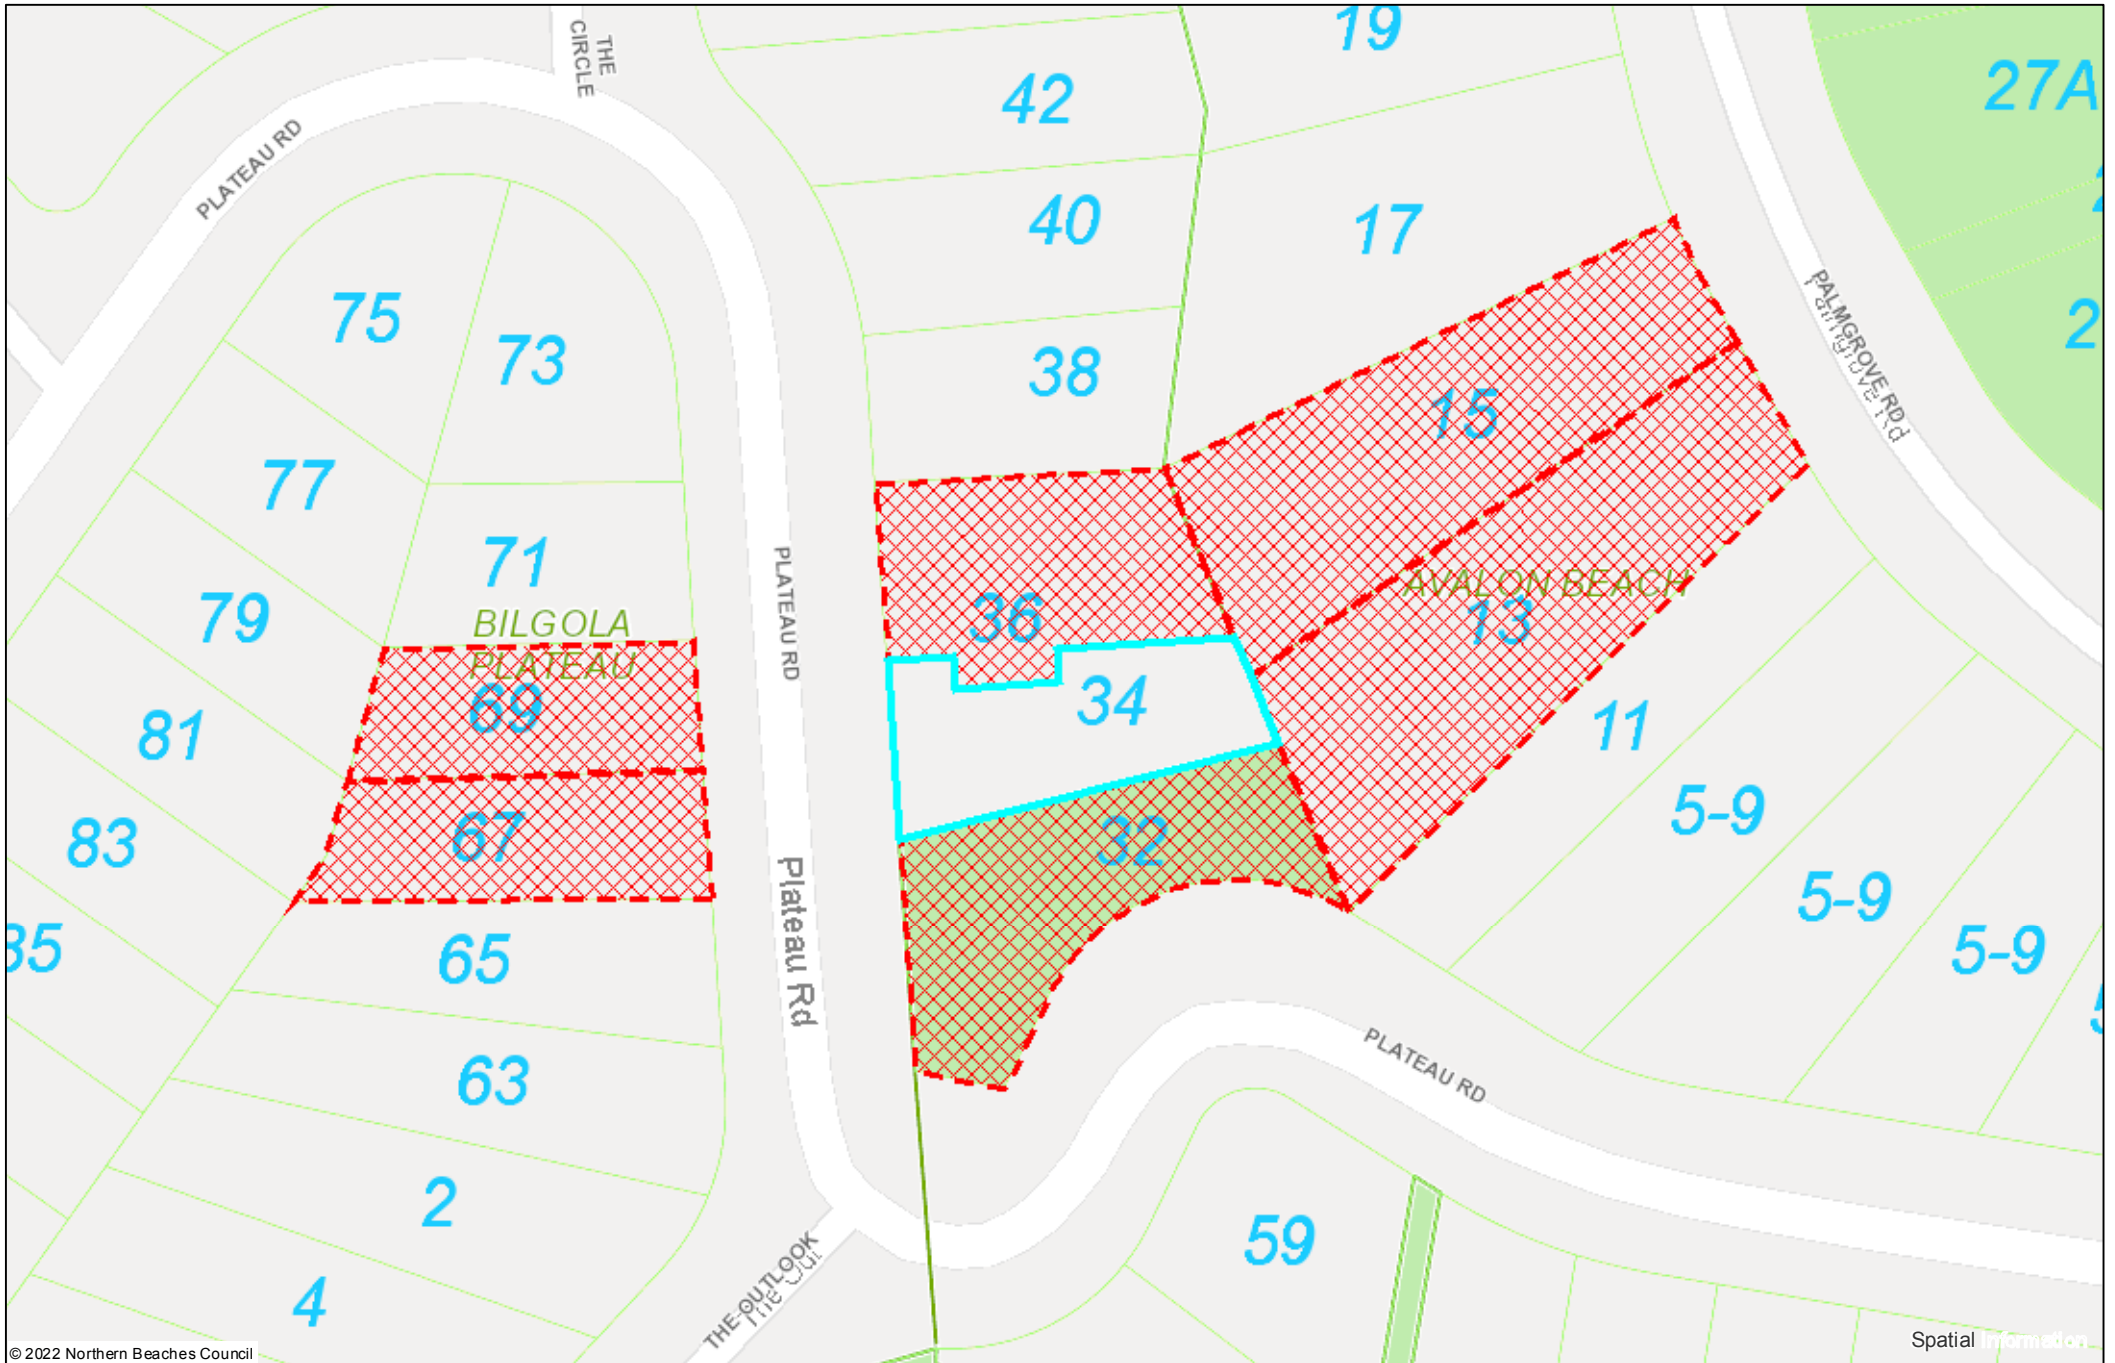 THE
CIRCLE
19
42
27A
PLATEAU RD
40
17
75
73
38
PALMGROVE RD
Palmgrove Rd
15
77
71
PLATEAU RD
36
AVALON BEACH
13
79
BILGOLA
PLATEAU
69
34
81
11
67
32
83
5-9
5-9
5-9
Plateau Rd
65
63
PLATEAU RD
2
59
4
THE OUTLOOK
© 2022 Northern Beaches Council
Spatial Information